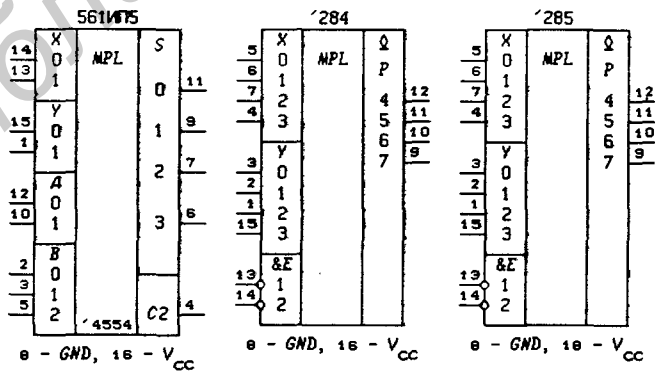 561ИП5 ´284 ´285
X MPL S
14 0
13 1 0 11
Y
15 0 1 9
1 1 2 7
A
12 0
10 1 3 6
B
2 0
3 1
5 2 C2 4
´4554
8 - GND, 16 - VCC
X MPL
5 0 P
6 1
7 2 4 12
4 3 5 11
Y 6 10
3 0 7 9
2 1
1 2
15 3
&E
13 1
14 2
8 - GND, 16 - VCC
X MPL
5 0 P
6 1
7 2 4 12
4 3 5 11
Y 6 10
3 0 7 9
2 1
1 2
15 3
&E
13 1
14 2
8 - GND, 16 - VCC